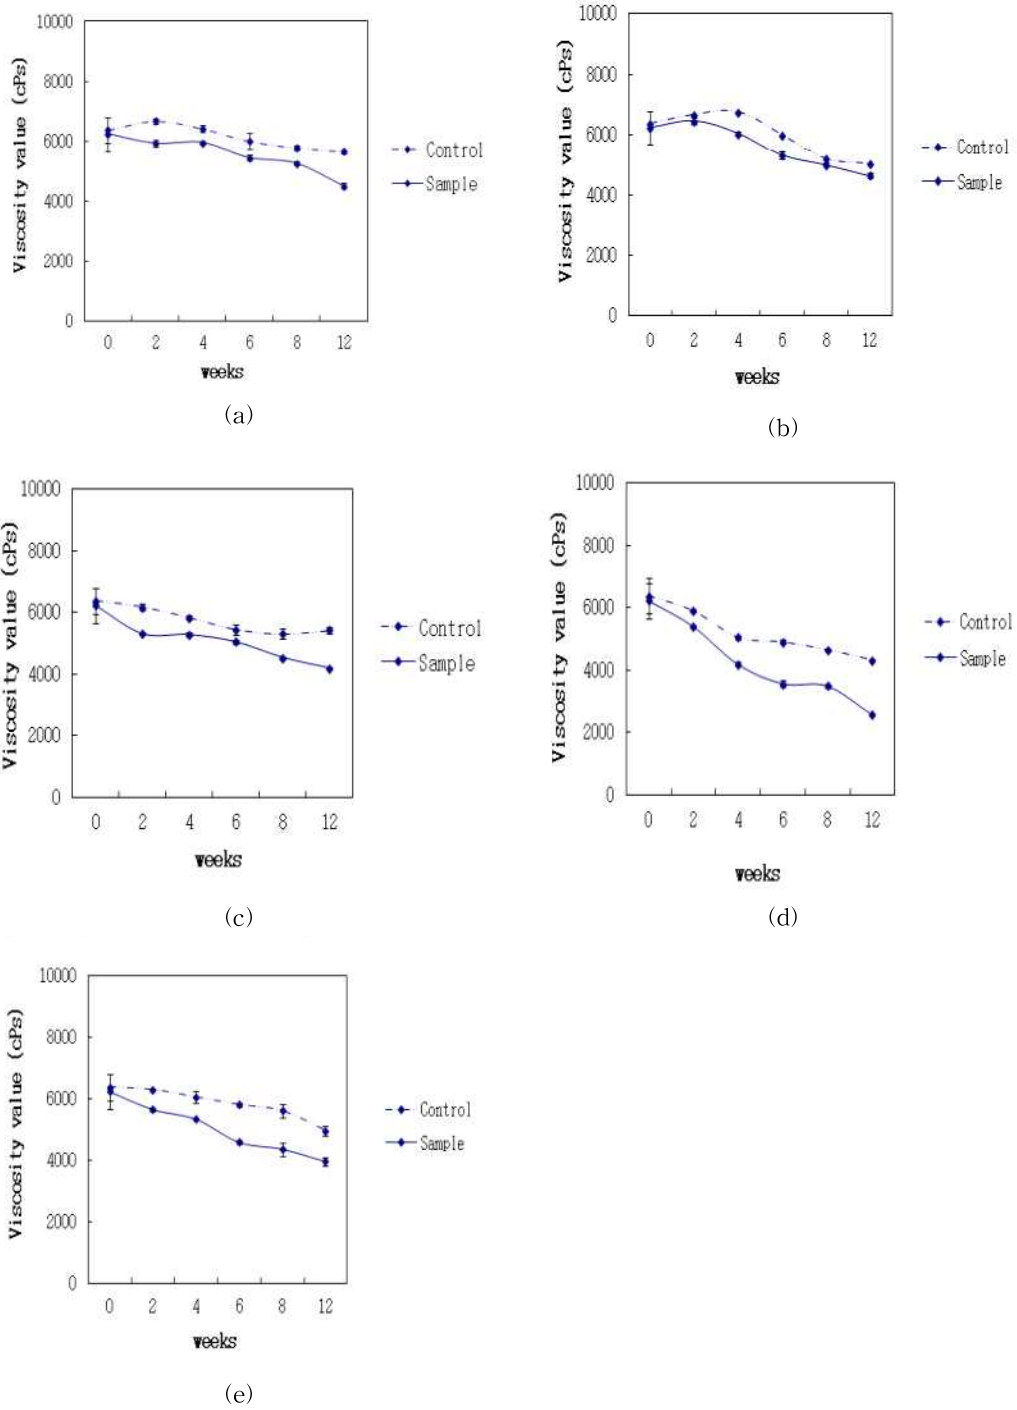 10000
8000
6000
4000
2000
0
Viscosity value (cPs)
0 2 4 6 8 12
weeks
Control
Sample
(a)
10000
8000
6000
4000
2000
0
Viscosity value (cPs)
0 2 4 6 8 12
weeks
Control
Sample
(b)
10000
8000
6000
4000
2000
0
Viscosity value (cPs)
0 2 4 6 8 12
weeks
Control
Sample
(c)
10000
8000
6000
4000
2000
0
Viscosity value (cPs)
0 2 4 6 8 12
weeks
Control
Sample
(d)
10000
8000
6000
4000
2000
0
Viscosity value (cPs)
0 2 4 6 8 12
weeks
Control
Sample
(e)